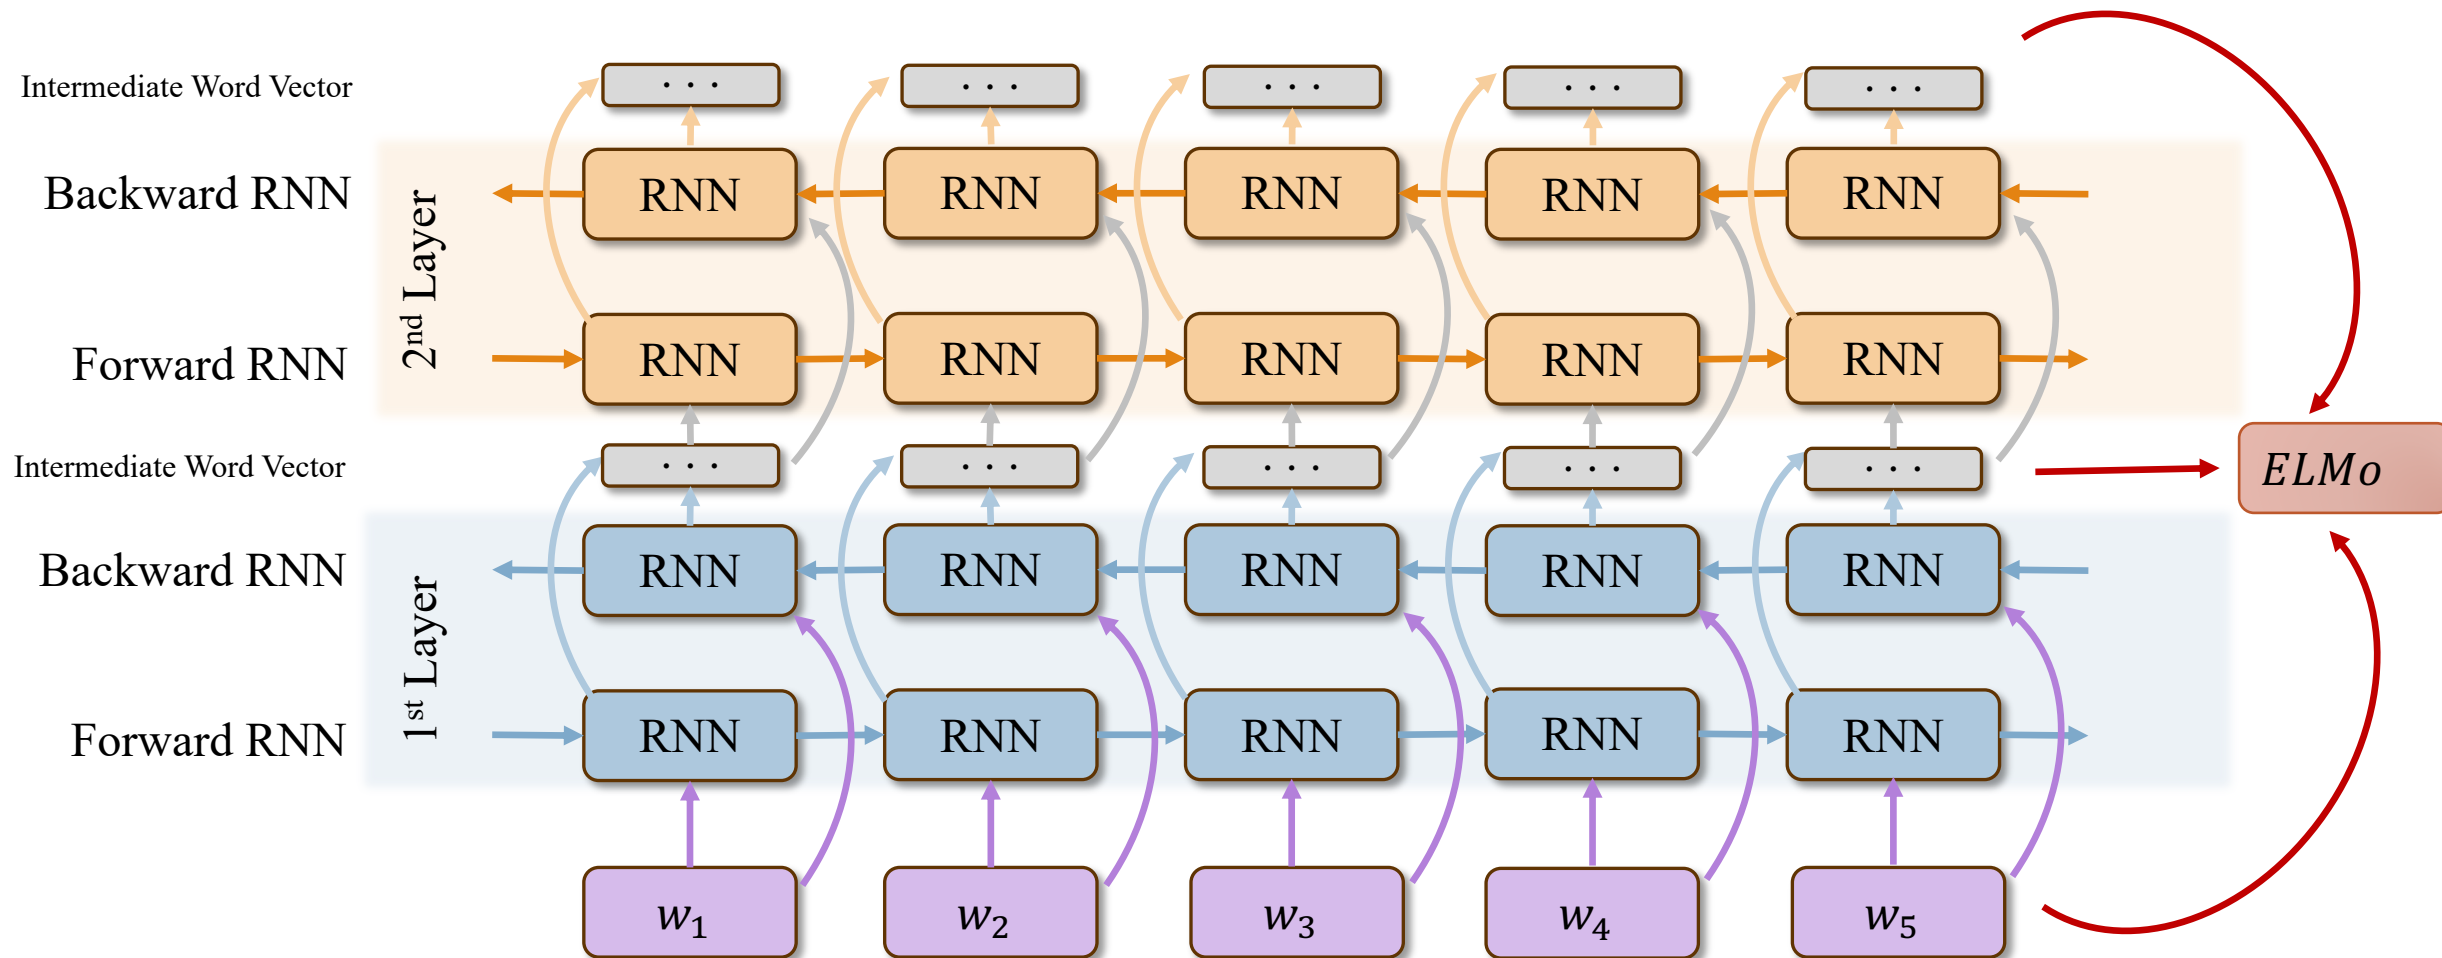 Intermediate Word Vector ··· ··· ··· ··· ···
Backward RNN RNN RNN RNN RNN RNN
2nd Layer
Forward RNN RNN RNN RNN RNN RNN
Intermediate Word Vector ··· ··· ··· ··· ···
ELMo
Backward RNN RNN RNN RNN RNN RNN
1st Layer
Forward RNN RNN RNN RNN RNN RNN
w1 w2 w3 w4 w5